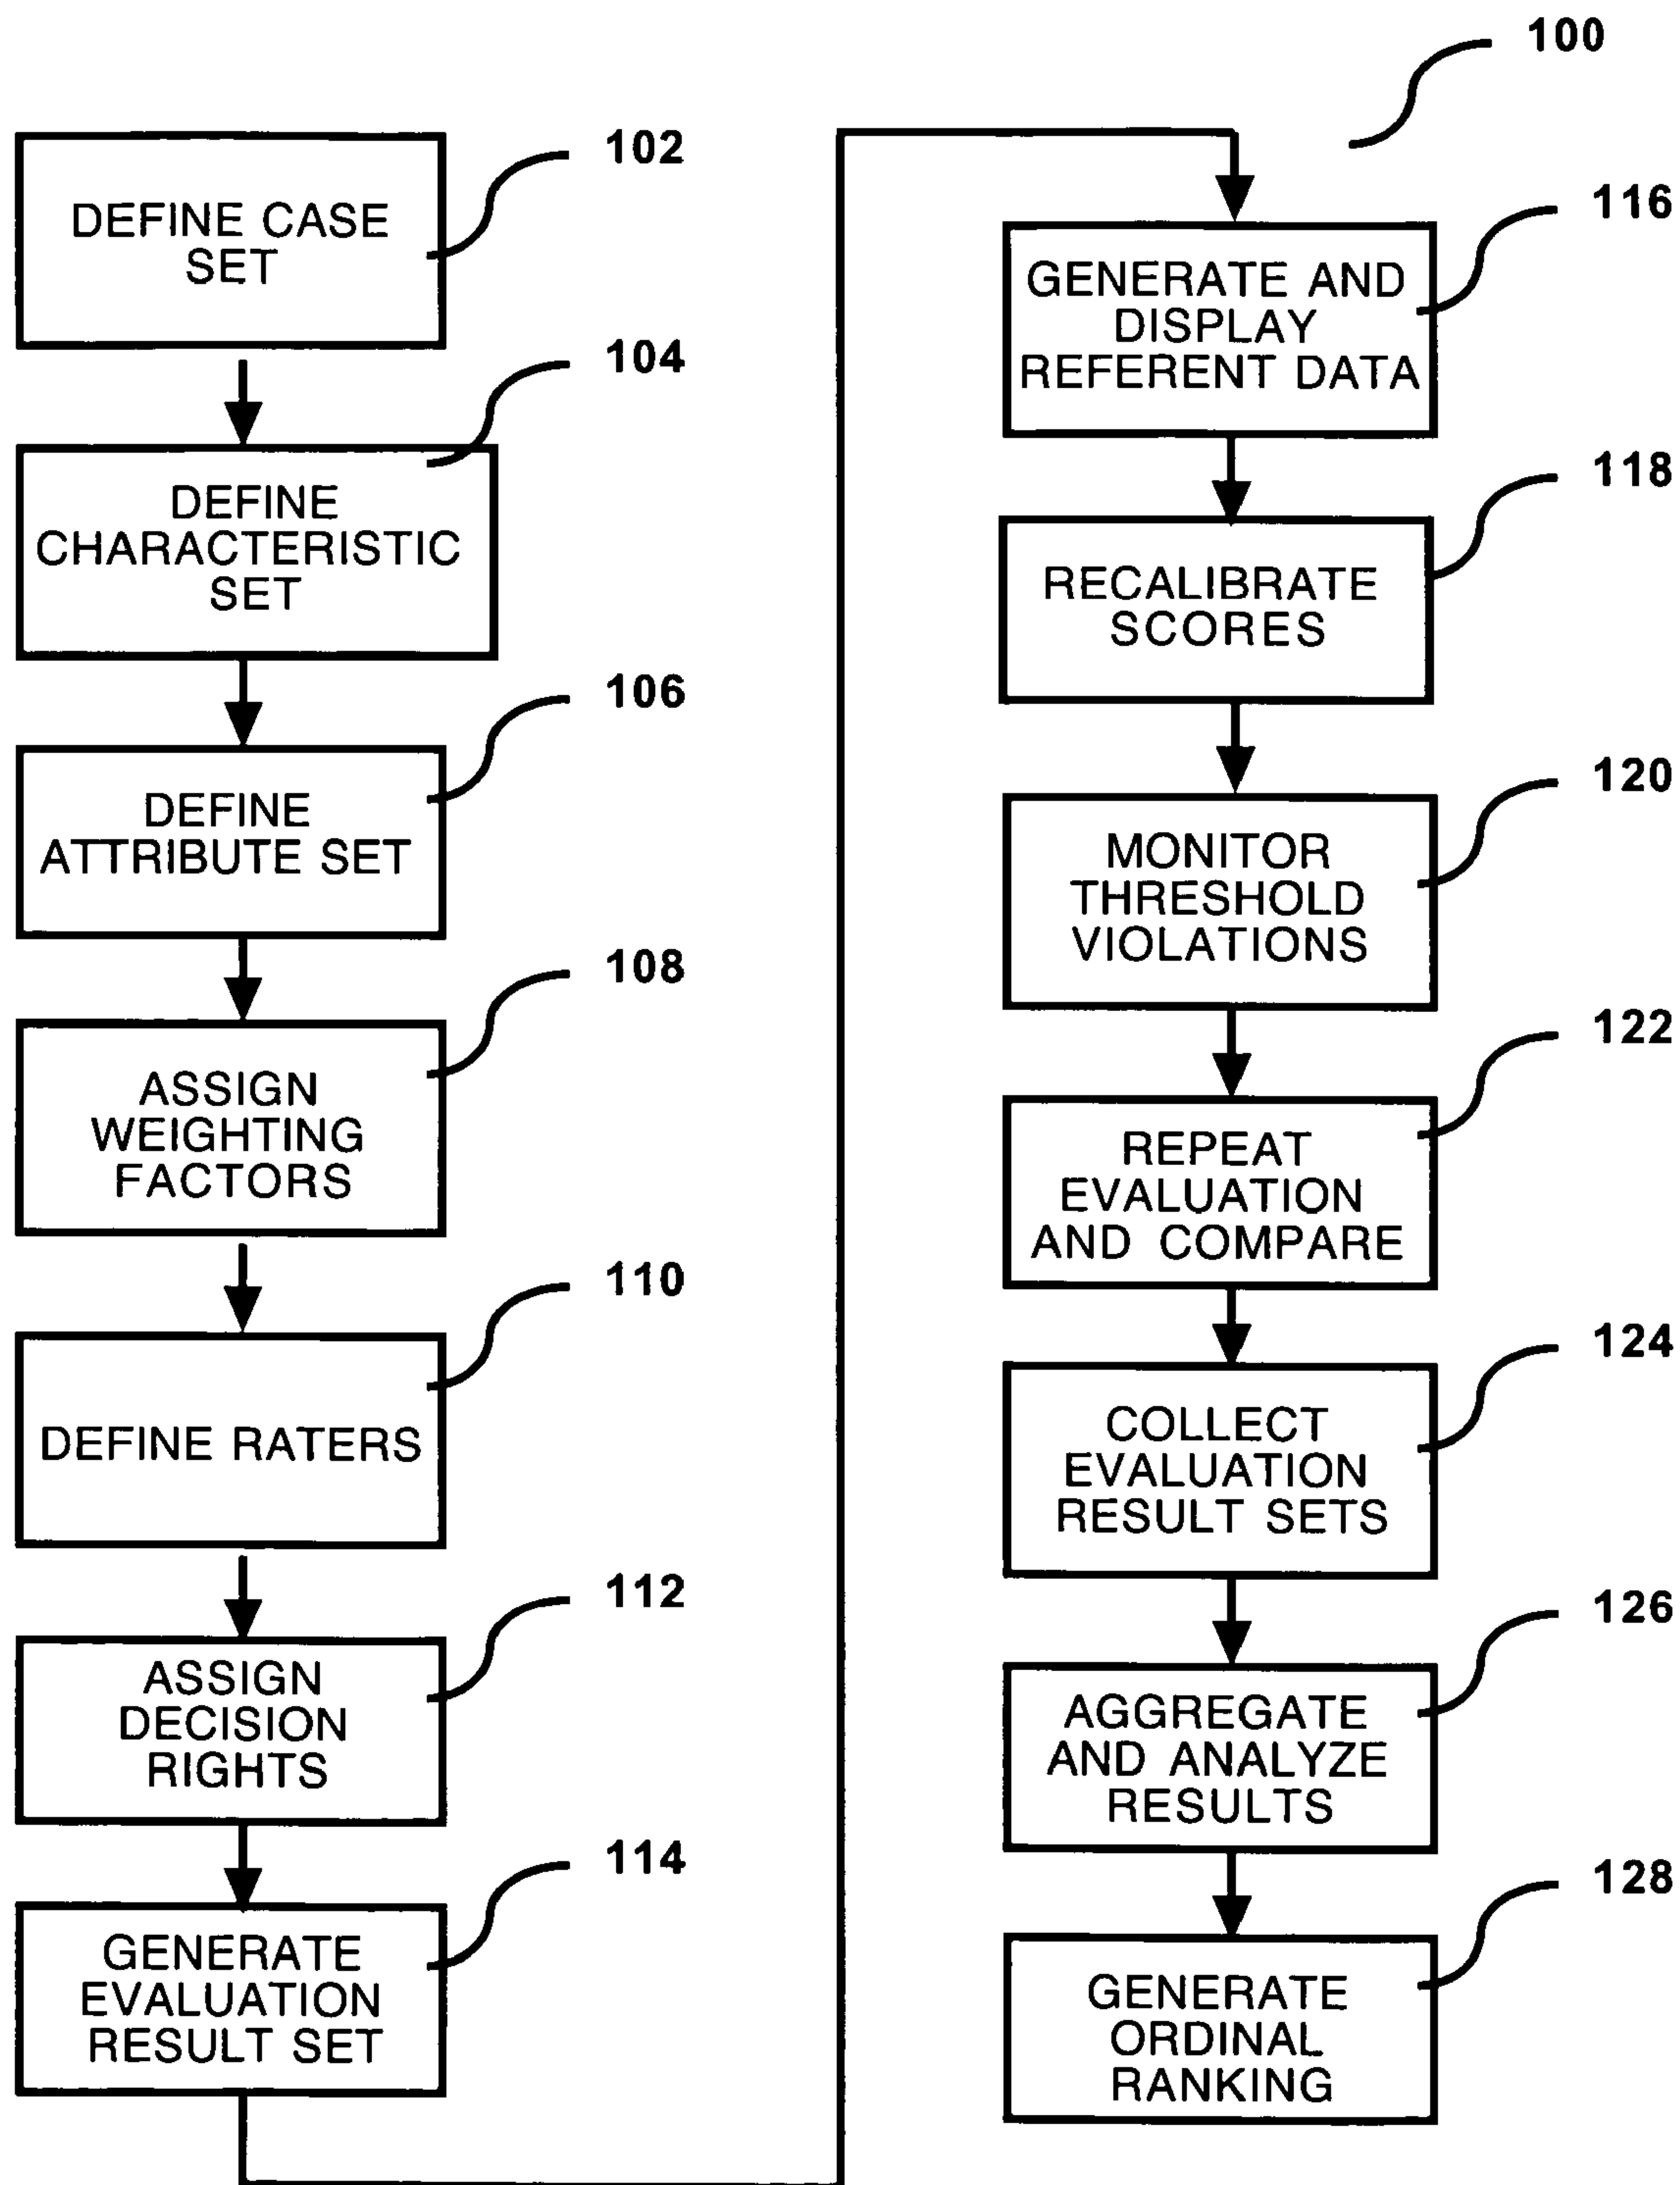 100
DEFINE CASE
SET
102
DEFINE
CHARACTERISTIC
SET
104
DEFINE
ATTRIBUTE SET
106
ASSIGN
WEIGHTING
FACTORS
108
DEFINE RATERS
110
ASSIGN
DECISION
RIGHTS
112
GENERATE
EVALUATION
RESULT SET
114
GENERATE AND
DISPLAY
REFERENT DATA
116
RECALIBRATE
SCORES
118
MONITOR
THRESHOLD
VIOLATIONS
120
REPEAT
EVALUATION
AND COMPARE
122
COLLECT
EVALUATION
RESULT SETS
124
AGGREGATE
AND ANALYZE
RESULTS
126
GENERATE
ORDINAL
RANKING
128